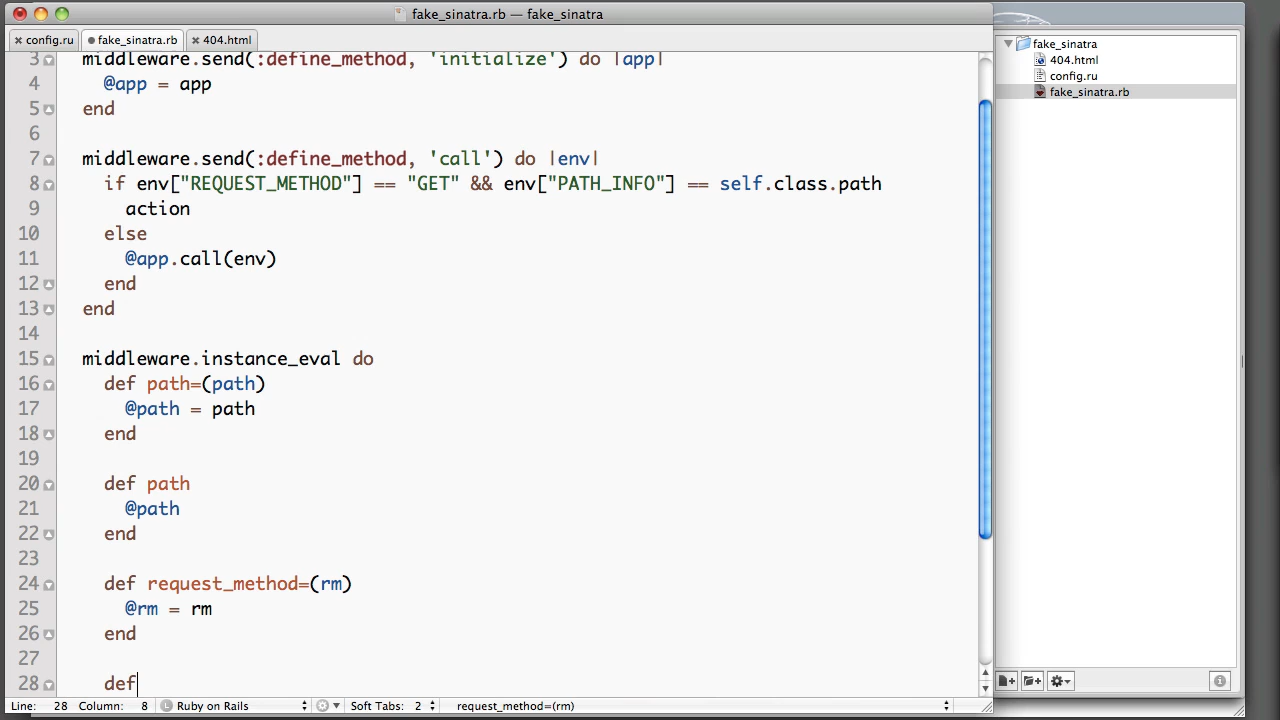 fake_sinatra.rb — fake_sinatra
config.ru fake_sinatra.rb 404.html
3 middleware.send(:define_method, 'initialize') do |app|
4 @app = app
5 end
6
7 middleware.send(:define_method, 'call') do |env|
8 if env["REQUEST_METHOD"] == "GET" && env["PATH_INFO"] == self.class.path
9 action
10 else
11 @app.call(env)
12 end
13 end
14
15 middleware.instance_eval do
16 def path=(path)
17 @path = path
18 end
19
20 def path
21 @path
22 end
23
24 def request_method=(rm)
25 @rm = rm
26 end
27
28 def
Line: 28 Column: 8 Ruby on Rails Soft Tabs: 2 request_method=(rm)
fake_sinatra
404.html
config.ru
fake_sinatra.rb